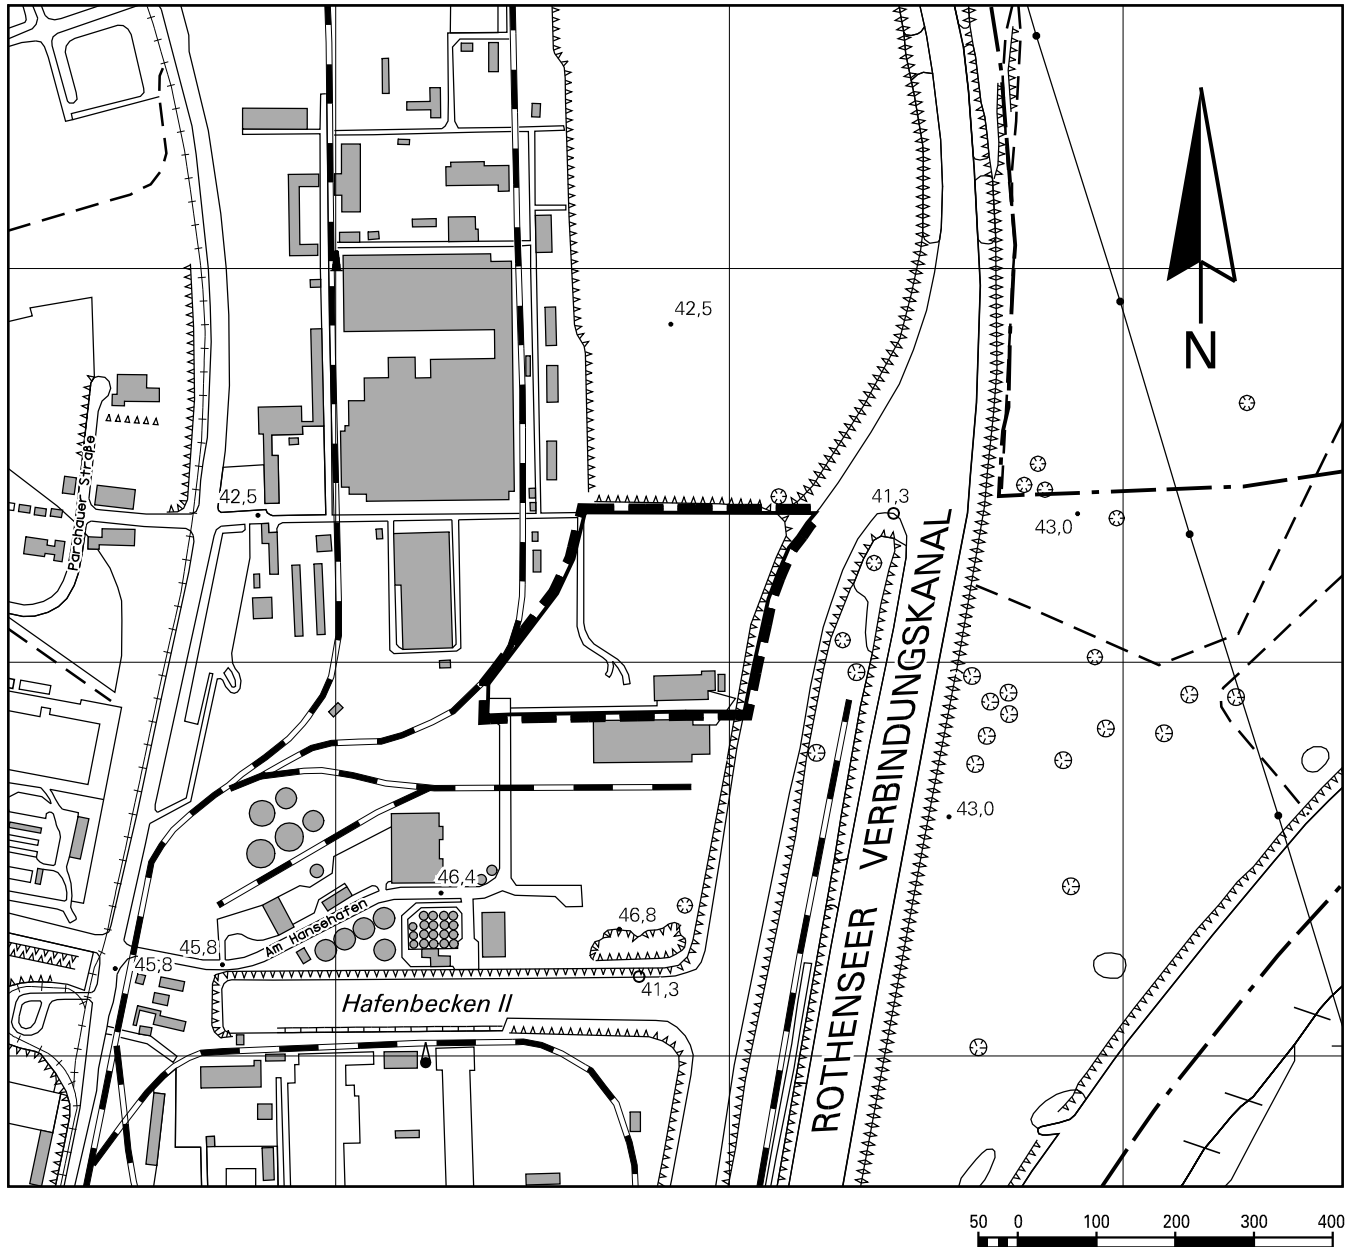 42,5
N
42,5
41,3
43,0
Parchauer Straße
ROTHENSEER VERBINDUNGSKANAL
43,0
46,4
46,8
Am Hansehafen
45,8
45,8
41,3
Hafenbecken II
50 0 100 200 300 400